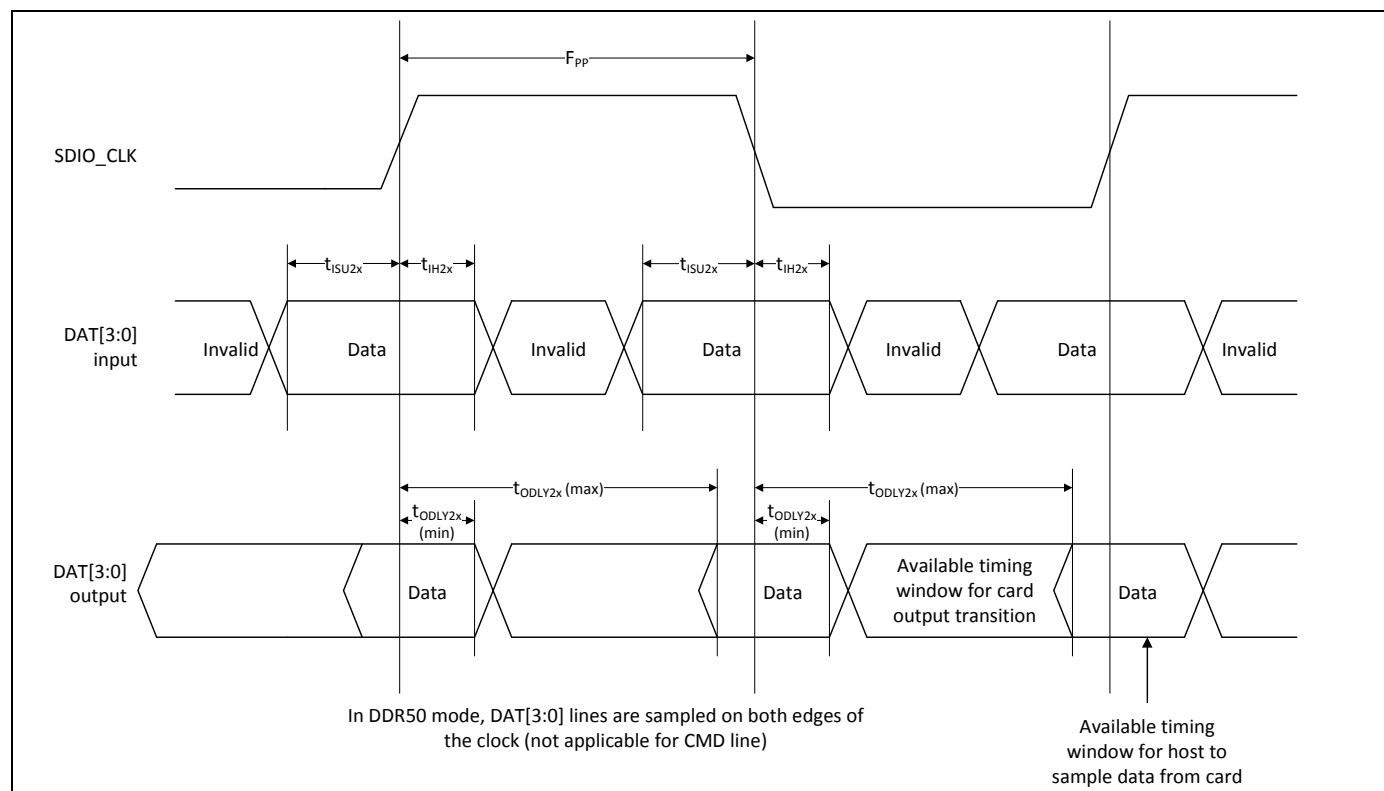 F_PP
SDIO_CLK
t_ISU2x t_IH2x t_ISU2x t_IH2x
DAT[3:0]
input
Invalid Data Invalid Data Invalid Data Invalid
t_ODLY2x (max) t_ODLY2x (max)
t_ODLY2x
(min)
t_ODLY2x
(min)
DAT[3:0]
output
Data Data
Available timing
window for card
output transition
Data
In DDR50 mode, DAT[3:0] lines are sampled on both edges of
the clock (not applicable for CMD line)
Available timing
window for host to
sample data from card